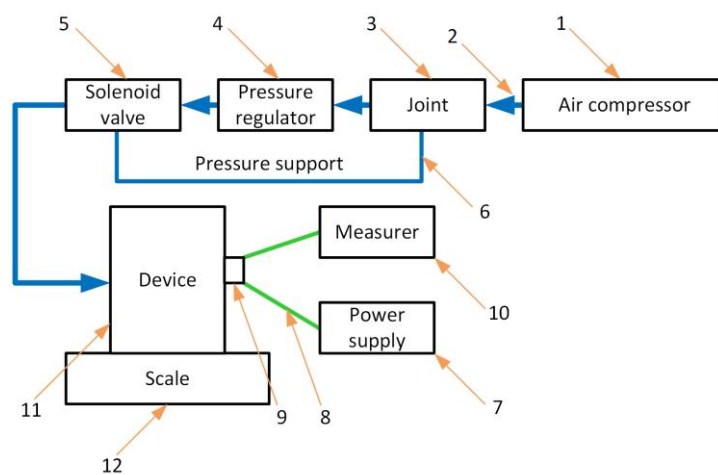 5
4
3
2
1
Solenoid
valve
Pressure
regulator
Joint
Air compressor
Pressure support
6
Measurer
Device
10
Power
supply
Scale
11
9
8
7
12